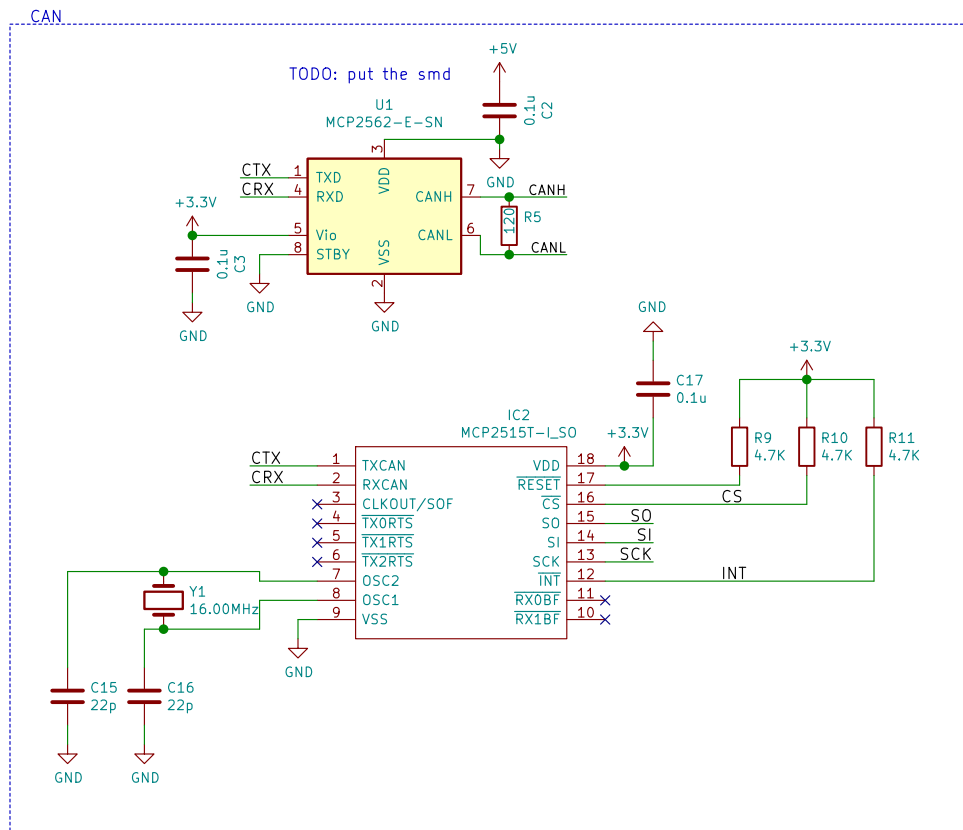 CAN
TODO: put the smd
+5V
0.1u
C2
GND
U1
MCP2562-E-SN
CTX
CRX
1
4
5
8
3
2
7
6
TXD
RXD
Vio
STBY
VDD
VSS
CANH
CANL
CANH
CANL
120
R5
+3.3V
0.1u
C3
GND
GND
GND
GND
C17
0.1u
+3.3V
+3.3V
IC2
MCP2515T-I_SO
R9
4.7K
R10
4.7K
R11
4.7K
CTX
CRX
1 TXCAN
2 RXCAN
3 CLKOUT/SOF
4 TX0RTS
5 TX1RTS
6 TX2RTS
7 OSC2
8 OSC1
9 VSS
VDD 18
RESET 17
CS 16
SO 15
SI 14
SCK 13
INT 12
RX0BF 11
RX1BF 10
CS
SO
SI
SCK
INT
Y1
16.00MHz
GND
C15
22p
C16
22p
GND
GND